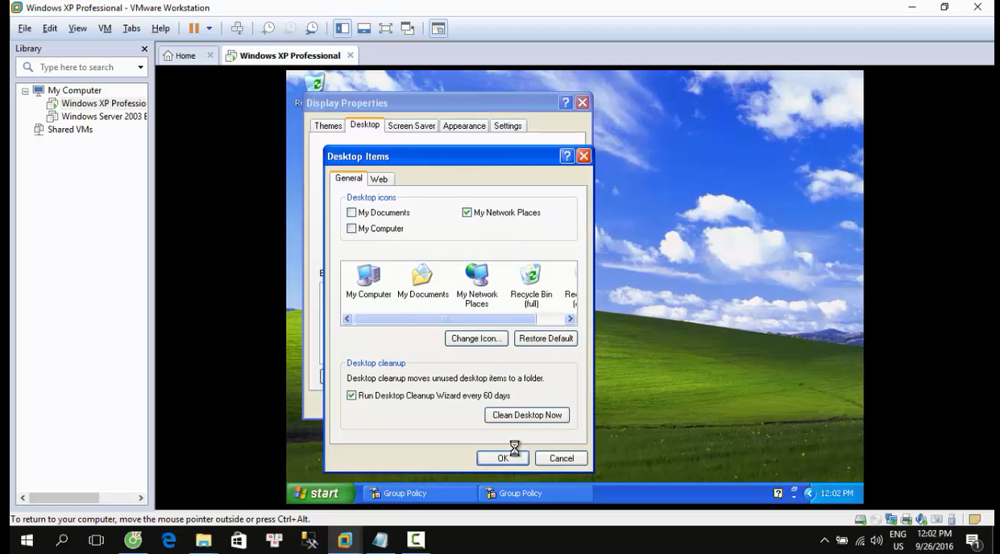 Windows XP Professional - VMware Workstation
File Edit View VM Tabs Help
Library
Type here to search
Home
Windows XP Professional
My Computer
Windows XP Professio
Windows Server 2003 E
Shared VMs
Display Properties
Themes Desktop Screen Saver Appearance Settings
Desktop Items
General Web
Desktop icons
My Documents My Network Places
My Computer
My Computer My Documents My Network Places Recycle Bin (full)
Change Icon... Restore Default
Desktop cleanup
Desktop cleanup moves unused desktop items to a folder.
Run Desktop Cleanup Wizard every 60 days
Clean Desktop Now
OK Cancel
start Group Policy Group Policy 12:02 PM
To return to your computer, move the mouse pointer outside or press Ctrl+Alt.
ENG 12:02 PM
US 9/26/2016